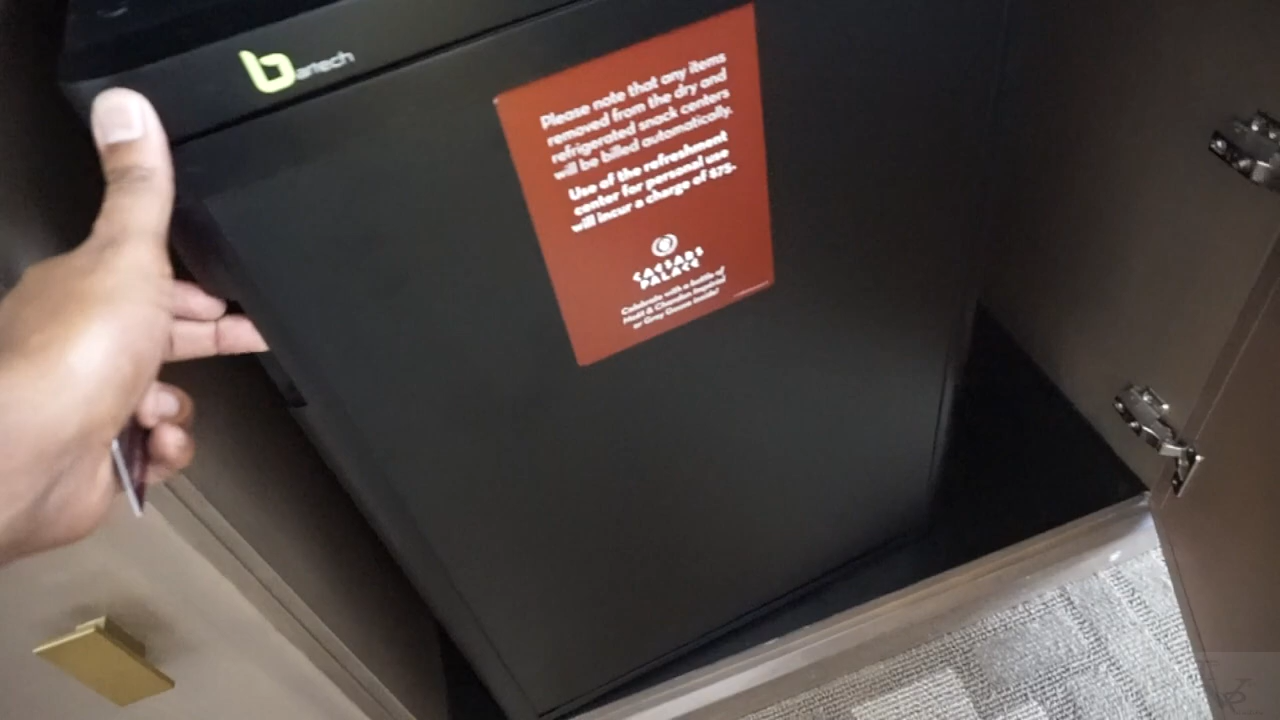 bartech
Please note that any items
removed from the dry and
refrigerated snack centers
will be billed automatically.
Use of the refreshment
center for personal use
will incur a charge of $75.
CAESARS
PALACE
Celebrate with a bottle of
Moët & Chandon Imperial
or Grey Goose inside!